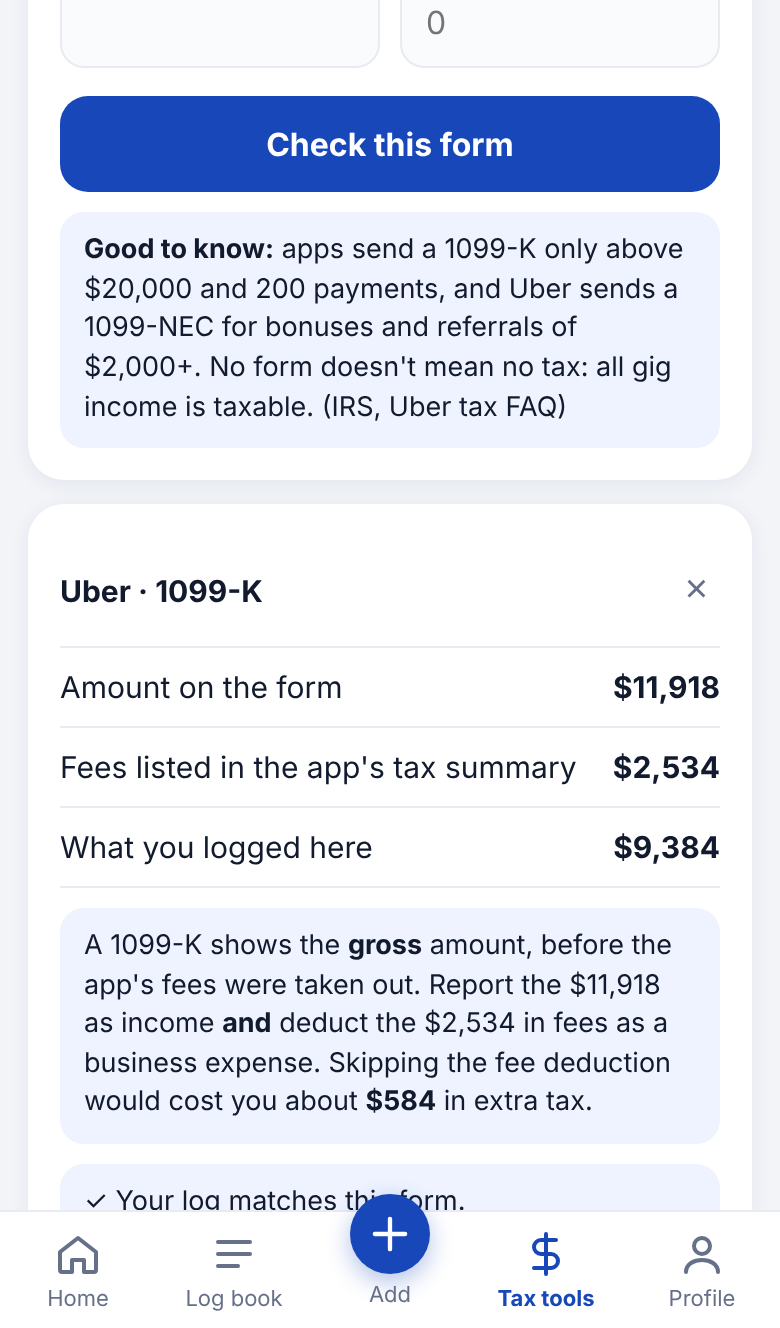 0
Check this form
Good to know: apps send a 1099-K only above
$20,000 and 200 payments, and Uber sends a
1099-NEC for bonuses and referrals of
$2,000+. No form doesn't mean no tax: all gig
income is taxable. (IRS, Uber tax FAQ)
Uber · 1099-K
Amount on the form $11,918
Fees listed in the app's tax summary $2,534
What you logged here $9,384
A 1099-K shows the gross amount, before the
app's fees were taken out. Report the $11,918
as income and deduct the $2,534 in fees as a
business expense. Skipping the fee deduction
would cost you about $584 in extra tax.
✓ Your log matches this form.
Home Log book Add Tax tools Profile